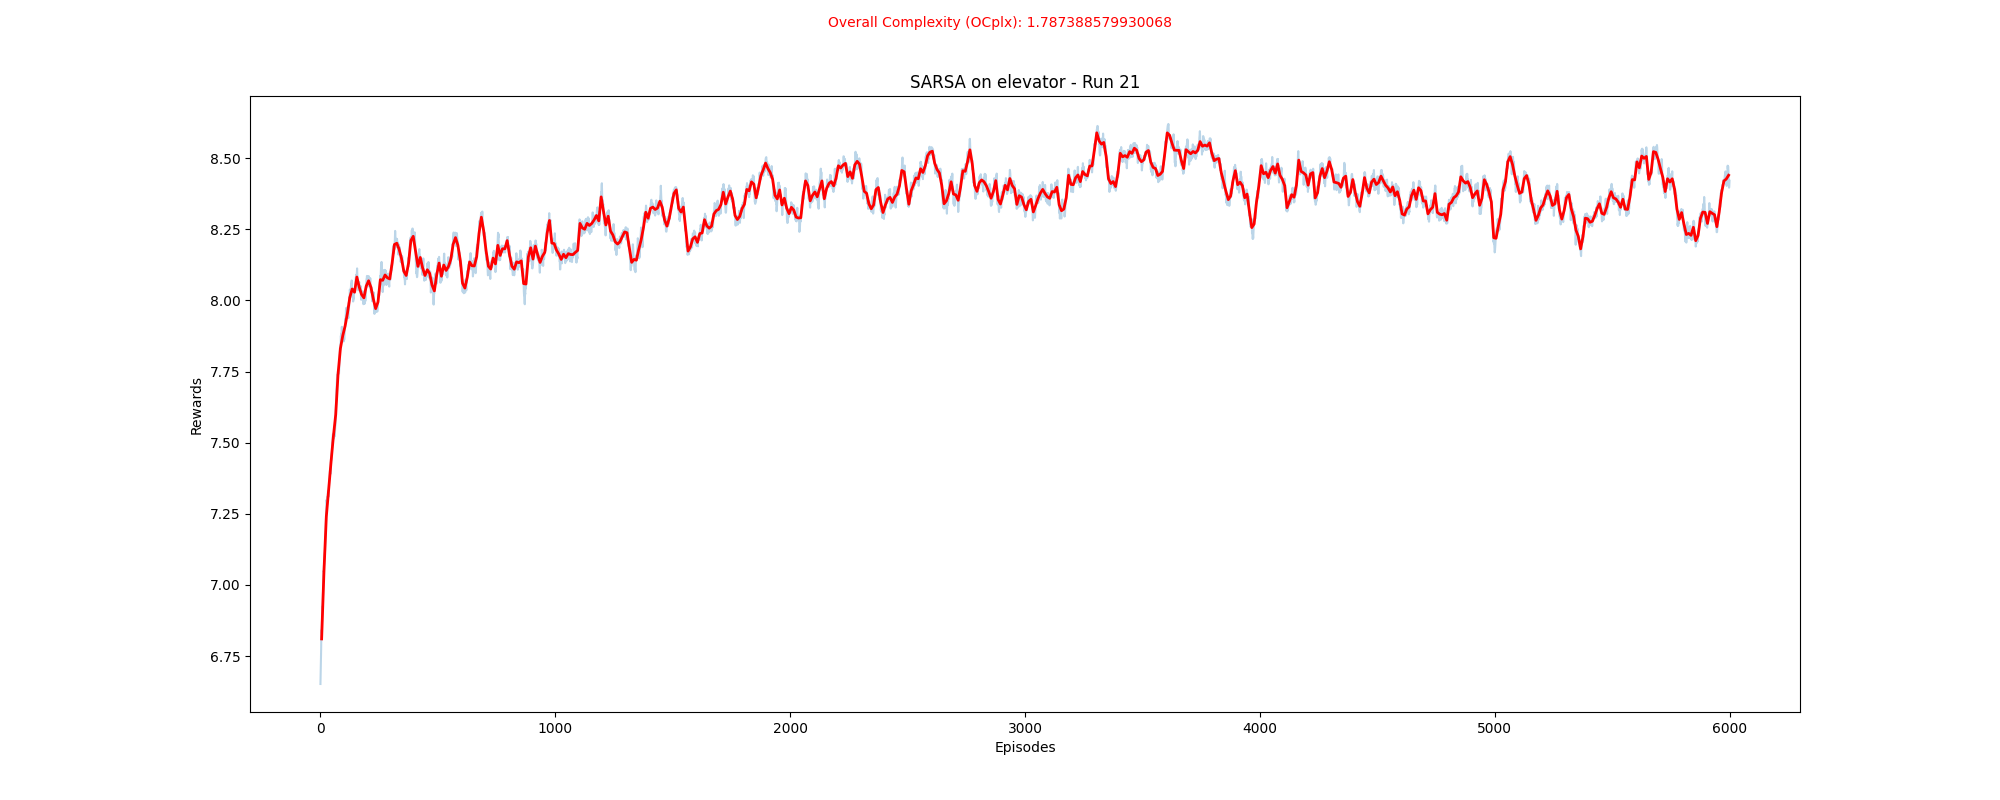 Overall Complexity (OCplx): 1.787388579930068
SARSA on elevator - Run 21
8.50
8.25
8.00
7.75
7.50
7.25
7.00
6.75
Rewards
0 1000 2000 3000 4000 5000 6000
Episodes